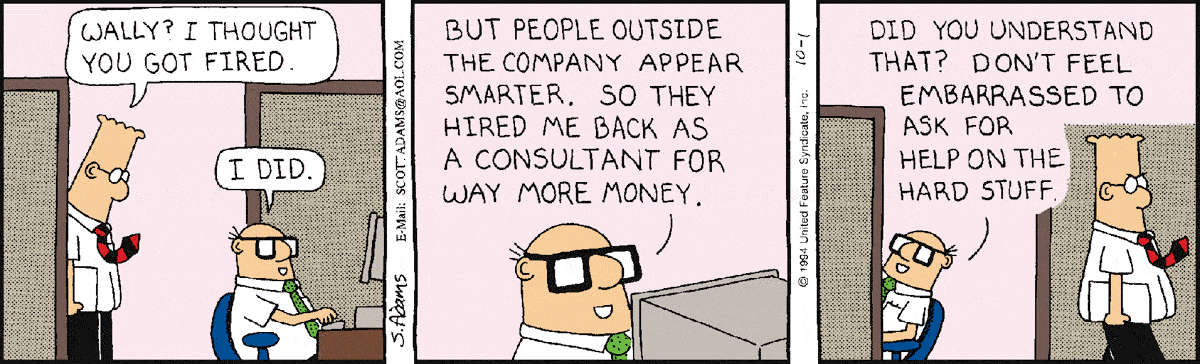 WALLY? I THOUGHT
YOU GOT FIRED.
I DID.
S.Adams
E-Mail: SCOTTADAMS@AOL.COM
BUT PEOPLE OUTSIDE
THE COMPANY APPEAR
SMARTER. SO THEY
HIRED ME BACK AS
A CONSULTANT FOR
WAY MORE MONEY.
© 1994 United Feature Syndicate, Inc.
10-1
DID YOU UNDERSTAND
THAT? DON'T FEEL
EMBARRASSED TO
ASK FOR
HELP ON THE
HARD STUFF.